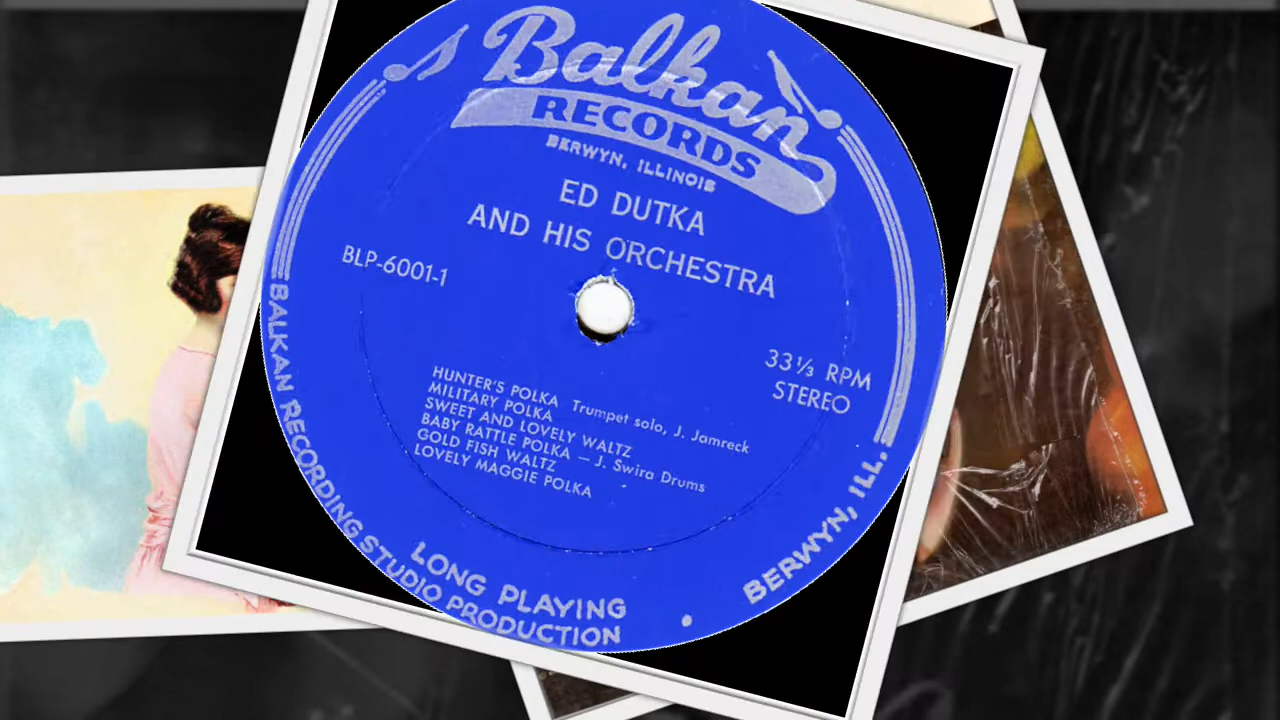 Balkan
RECORDS
BERWYN, ILLINOIS
ED DUTKA
AND HIS ORCHESTRA
BLP-6001-1
33⅓ RPM
STEREO
HUNTER'S POLKA Trumpet solo, J. Jamreck
MILITARY POLKA
SWEET AND LOVELY WALTZ
BABY RATTLE POLKA — J. Swira Drums
GOLD FISH WALTZ
LOVELY MAGGIE POLKA
LONG PLAYING
BALKAN RECORDING STUDIO PRODUCTION • BERWYN, ILL.